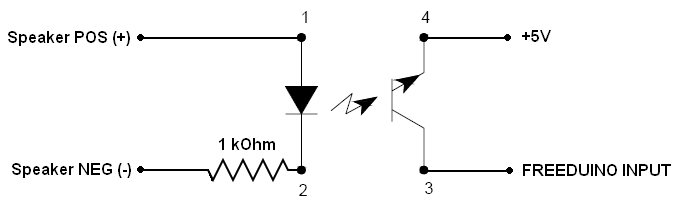 1
4
Speaker POS (+)
+5V
1 kOhm
Speaker NEG (-)
2
3
FREEDUINO INPUT